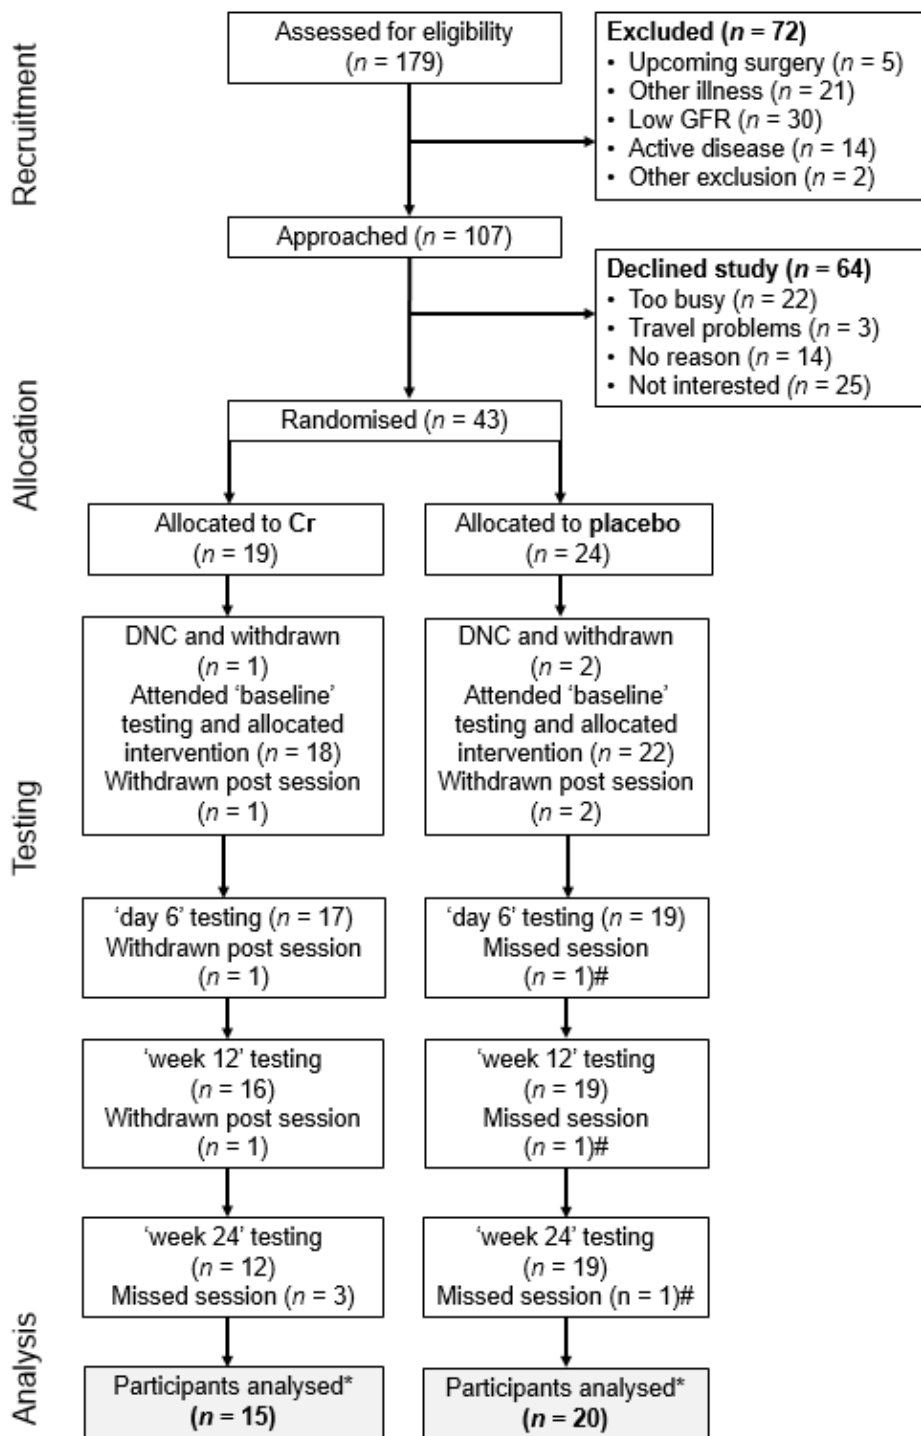 Recruitment
Assessed for eligibility
(n = 179)
Excluded (n = 72)
• Upcoming surgery (n = 5)
• Other illness (n = 21)
• Low GFR (n = 30)
• Active disease (n = 14)
• Other exclusion (n = 2)
Approached (n = 107)
Declined study (n = 64)
• Too busy (n = 22)
• Travel problems (n = 3)
• No reason (n = 14)
• Not interested (n = 25)
Allocation
Randomised (n = 43)
Allocated to Cr
(n = 19)
Allocated to placebo
(n = 24)
Testing
DNC and withdrawn
(n = 1)
Attended ‘baseline’
testing and allocated
intervention (n = 18)
Withdrawn post session
(n = 1)
DNC and withdrawn
(n = 2)
Attended ‘baseline’
testing and allocated
intervention (n = 22)
Withdrawn post session
(n = 2)
‘day 6’ testing (n = 17)
Withdrawn post session
(n = 1)
‘day 6’ testing (n = 19)
Missed session
(n = 1)#
‘week 12’ testing
(n = 16)
Withdrawn post session
(n = 1)
‘week 12’ testing
(n = 19)
Missed session
(n = 1)#
‘week 24’ testing
(n = 12)
Missed session (n = 3)
‘week 24’ testing
(n = 19)
Missed session (n = 1)#
Analysis
Participants analysed*
(n = 15)
Participants analysed*
(n = 20)